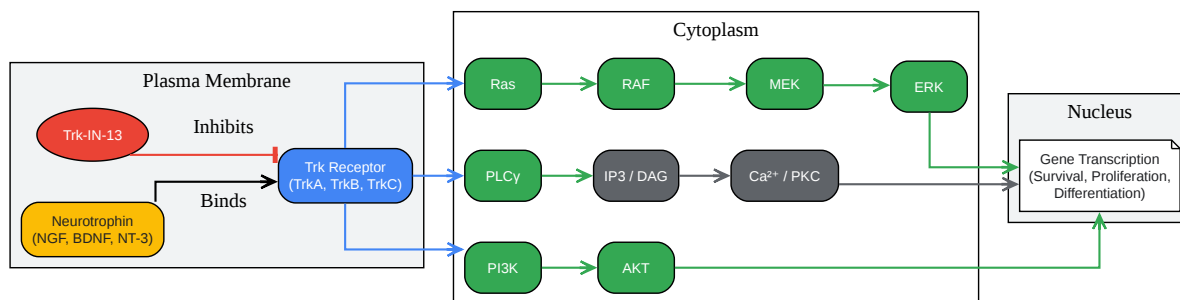 Plasma Membrane
Trk-IN-13
Inhibits
Neurotrophin
(NGF, BDNF, NT-3)
Binds
Trk Receptor
(TrkA, TrkB, TrkC)
Cytoplasm
Ras
RAF
MEK
ERK
PLCγ
IP3 / DAG
Ca²⁺ / PKC
PI3K
AKT
Nucleus
Gene Transcription
(Survival, Proliferation,
Differentiation)